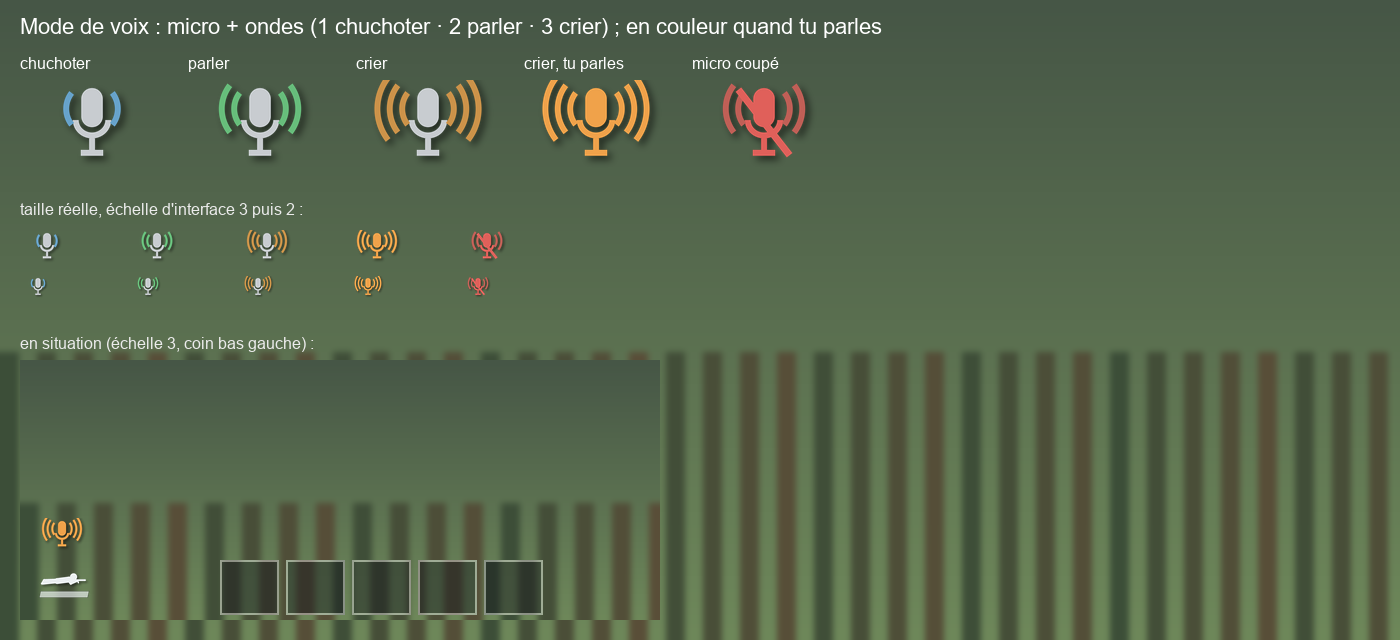 Mode de voix : micro + ondes (1 chuchoter · 2 parler · 3 crier) ; en couleur quand tu parles
chuchoter parler crier crier, tu parles micro coupé
taille réelle, échelle d'interface 3 puis 2 :
en situation (échelle 3, coin bas gauche) :